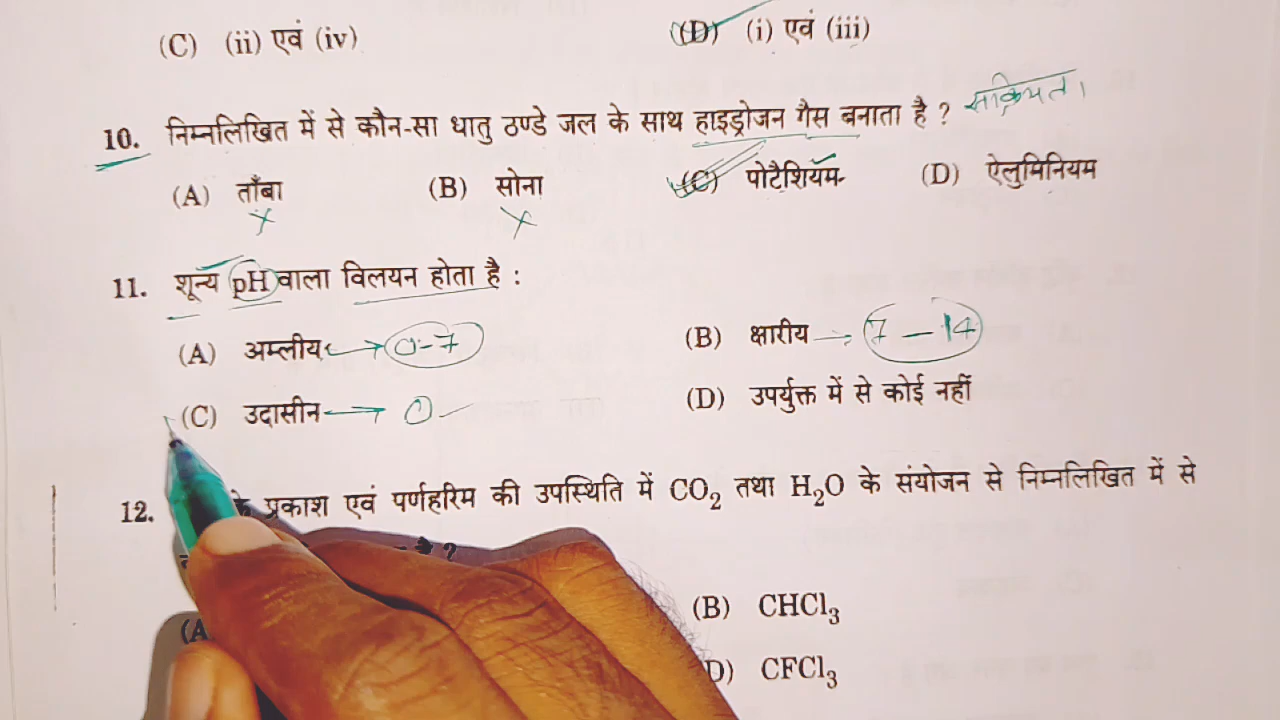 (C) (ii) एवं (iv) (D) (i) एवं (iii)
10. निम्नलिखित में से कौन-सा धातु ठण्डे जल के साथ हाइड्रोजन गैस बनाता है ?
(A) ताँबा (B) सोना (C) पोटैशियम (D) ऐलुमिनियम
11. शून्य pH वाला विलयन होता है :
(A) अम्लीय → 0-7 (B) क्षारीय → 7 – 14
(C) उदासीन → 0 (D) उपर्युक्त में से कोई नहीं
12. प्रकाश एवं पर्णहरिम की उपस्थिति में CO₂ तथा H₂O के संयोजन से निम्नलिखित में से
है ?
(A (B) CHCl₃
D) CFCl₃